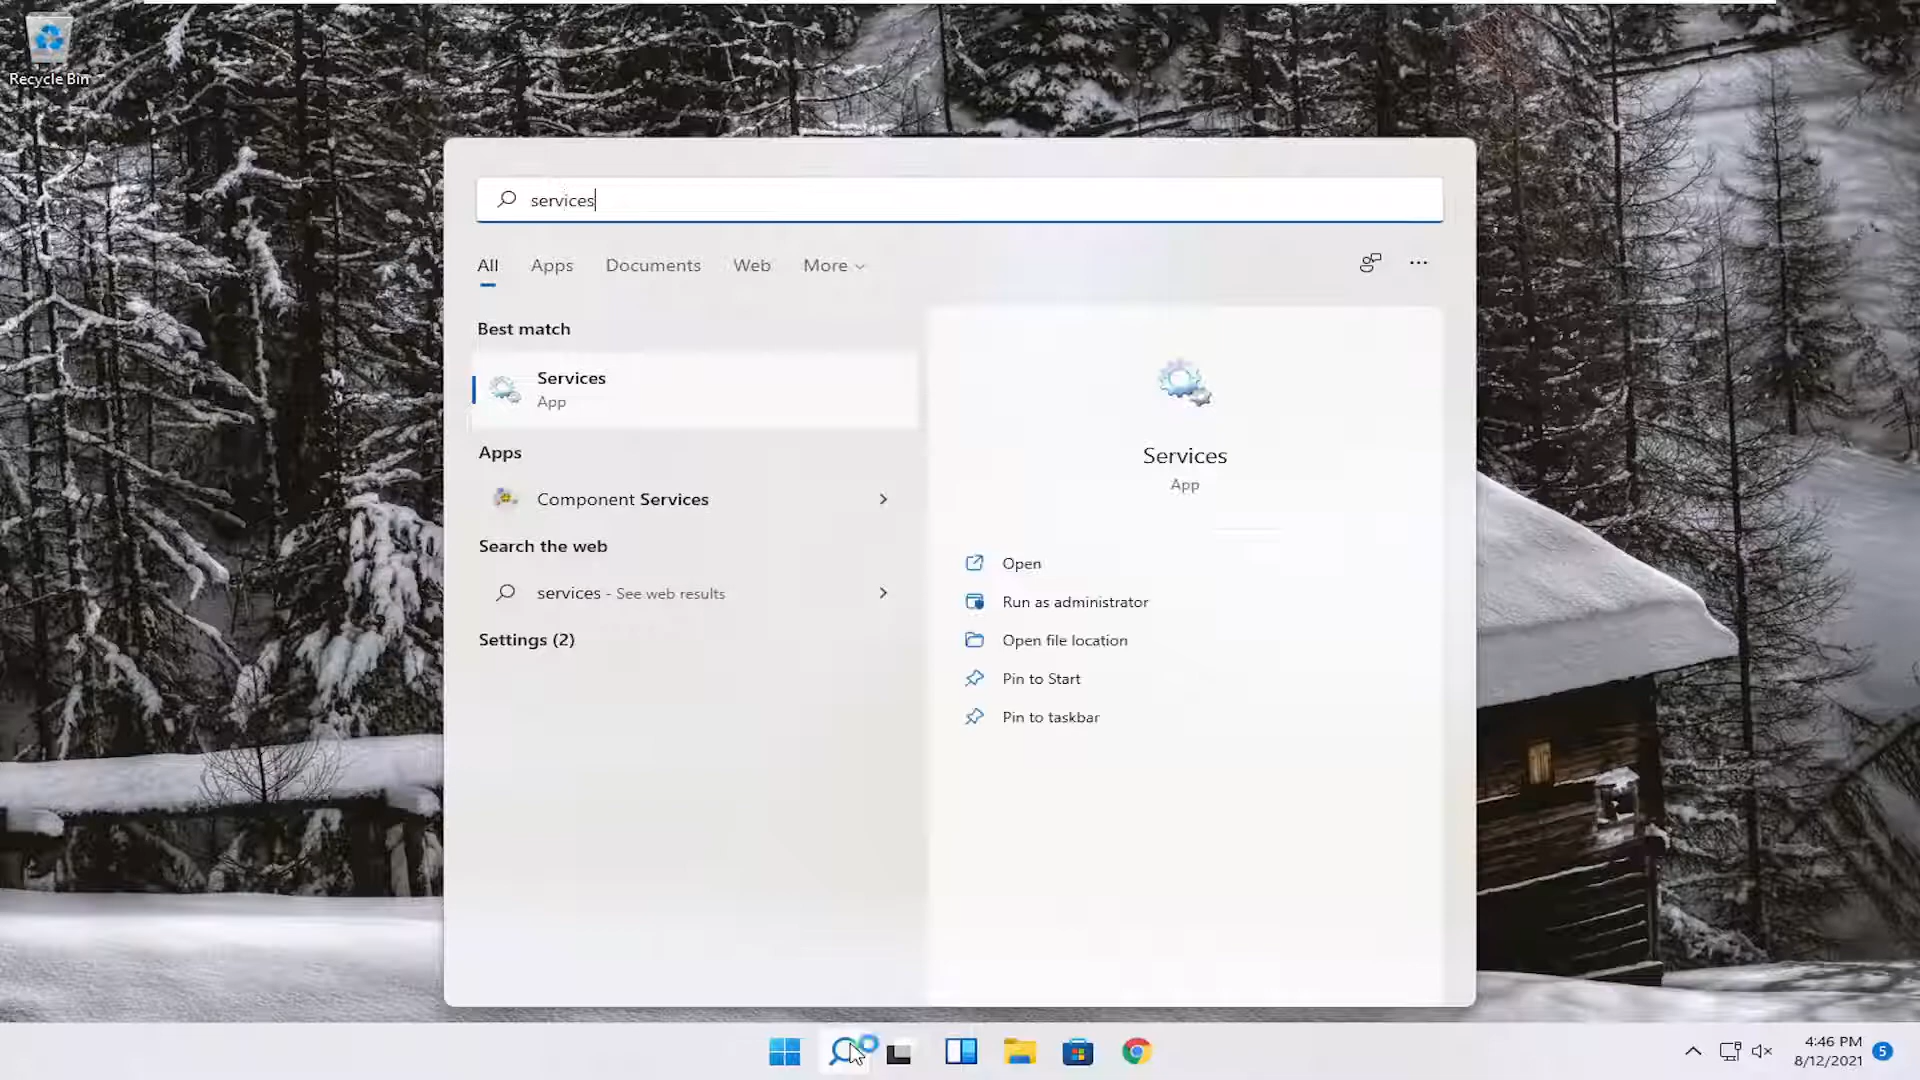 Recycle Bin
services
All Apps Documents Web More
Best match
Services
App
Apps
Component Services
Search the web
services - See web results
Settings (2)
Services
App
Open
Run as administrator
Open file location
Pin to Start
Pin to taskbar
4:46 PM
8/12/2021
5